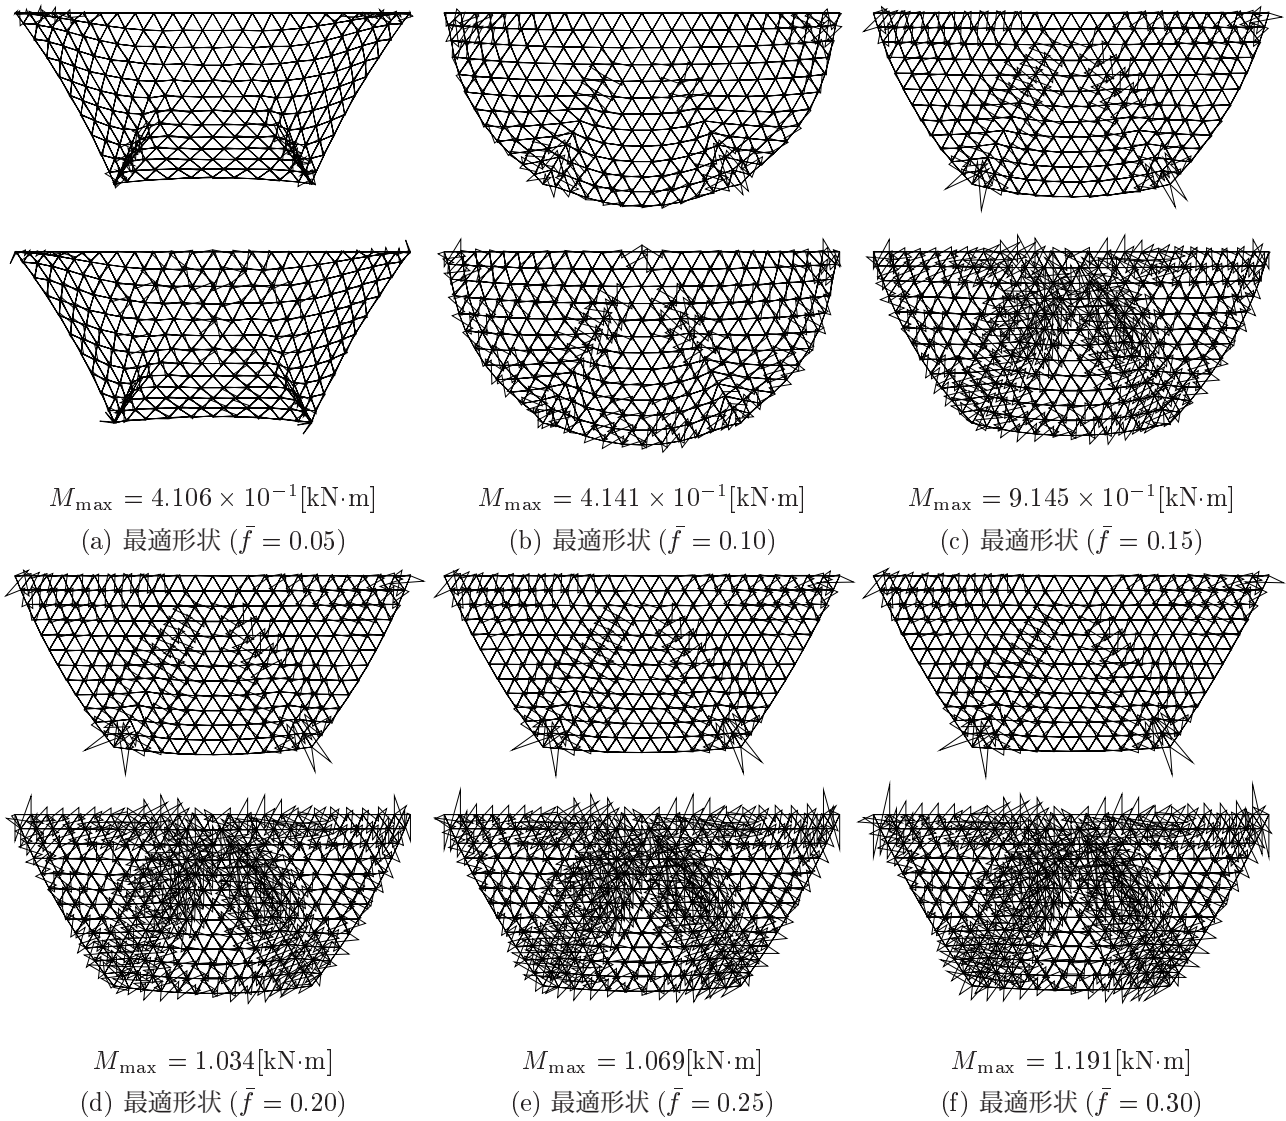 M_max = 4.106 × 10⁻¹[kN·m]
M_max = 4.141 × 10⁻¹[kN·m]
M_max = 9.145 × 10⁻¹[kN·m]
(a) 最適形状 (f̄ = 0.05)
(b) 最適形状 (f̄ = 0.10)
(c) 最適形状 (f̄ = 0.15)
M_max = 1.034[kN·m]
M_max = 1.069[kN·m]
M_max = 1.191[kN·m]
(d) 最適形状 (f̄ = 0.20)
(e) 最適形状 (f̄ = 0.25)
(f) 最適形状 (f̄ = 0.30)